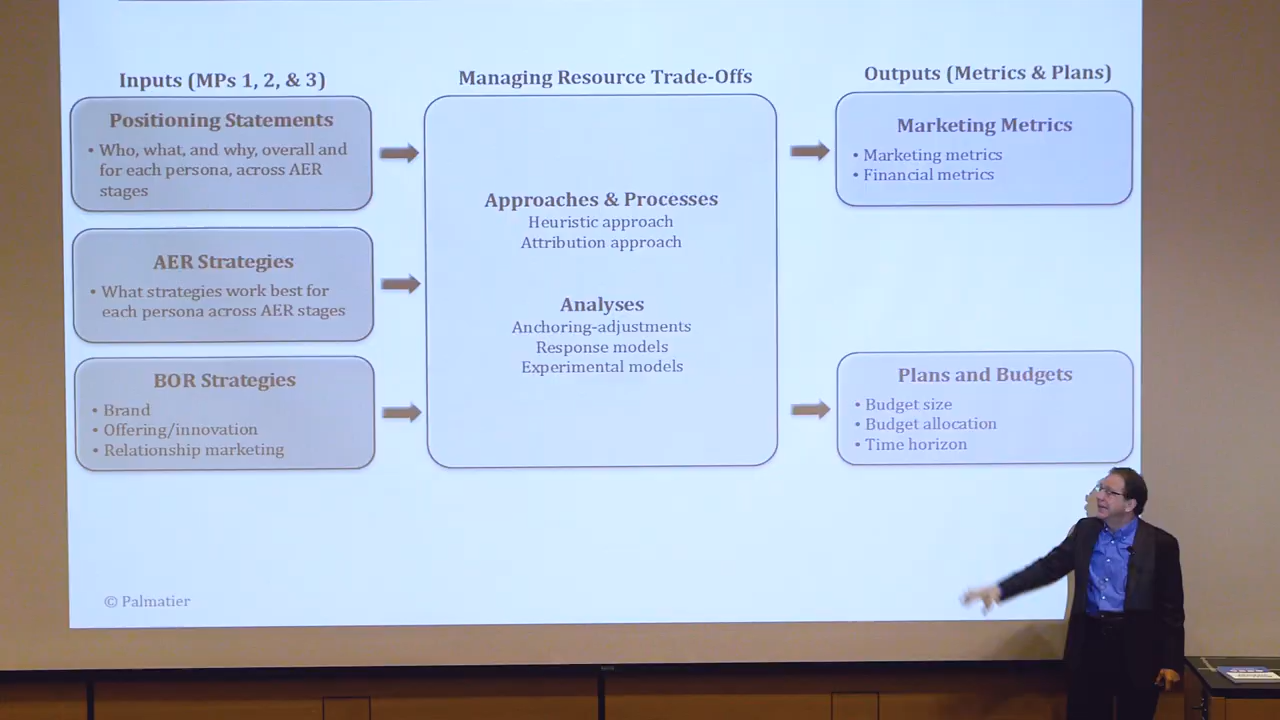 Inputs (MPs 1, 2, & 3)
Positioning Statements
• Who, what, and why, overall and
for each persona, across AER
stages
AER Strategies
• What strategies work best for
each persona across AER stages
BOR Strategies
• Brand
• Offering/innovation
• Relationship marketing
Managing Resource Trade-Offs
Approaches & Processes
Heuristic approach
Attribution approach
Analyses
Anchoring-adjustments
Response models
Experimental models
Outputs (Metrics & Plans)
Marketing Metrics
• Marketing metrics
• Financial metrics
Plans and Budgets
• Budget size
• Budget allocation
• Time horizon
© Palmatier